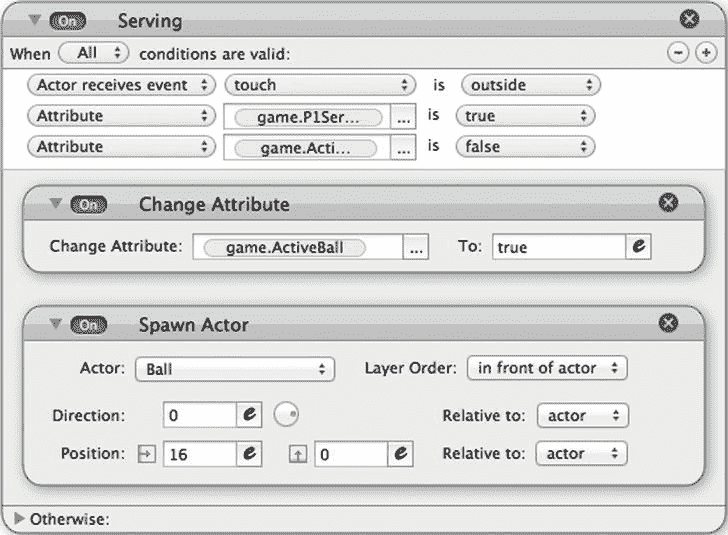 On Serving
When All conditions are valid:
Actor receives event touch is outside
Attribute game.P1Ser... ... is true
Attribute game.Acti... ... is false
On Change Attribute
Change Attribute: game.ActiveBall ... To: true e
On Spawn Actor
Actor: Ball Layer Order: in front of actor
Direction: 0 e Relative to: actor
Position: 16 e 0 e Relative to: actor
Otherwise: